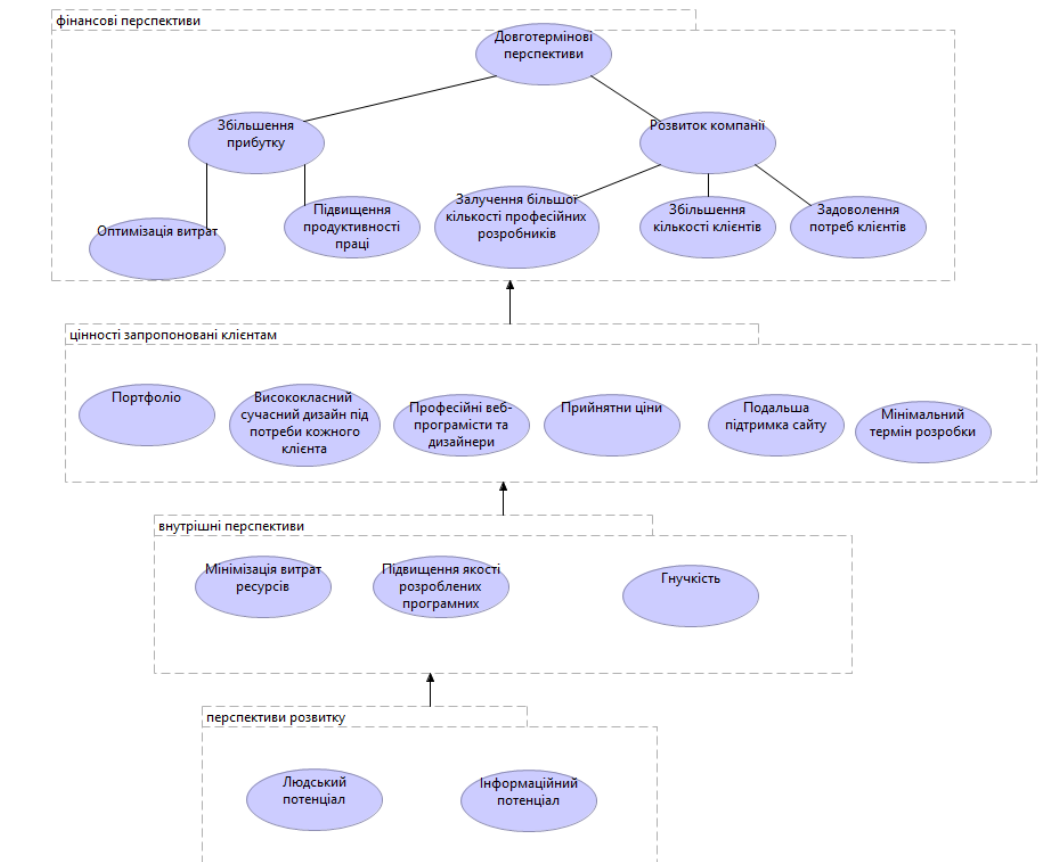 фінансові перспективи
Довготермінові
перспективи
Збільшення
прибутку
Розвиток компанії
Оптимізація витрат
Підвищення
продуктивності
праці
Залучення більшої
кількості професійних
розробників
Збільшення
кількості клієнтів
Задоволення
потреб клієнтів
цінності запропоновані клієнтам
Портфоліо
Висококласний
сучасний дизайн під
потреби кожного
клієнта
Професійні веб-
програмісти та
дизайнери
Прийнятни ціни
Подальша
підтримка сайту
Мінімальний
термін розробки
внутрішні перспективи
Мінімізація витрат
ресурсів
Підвищення якості
розроблених
програмних
Гнучкість
перспективи розвитку
Людський
потенціал
Інформаційний
потенціал